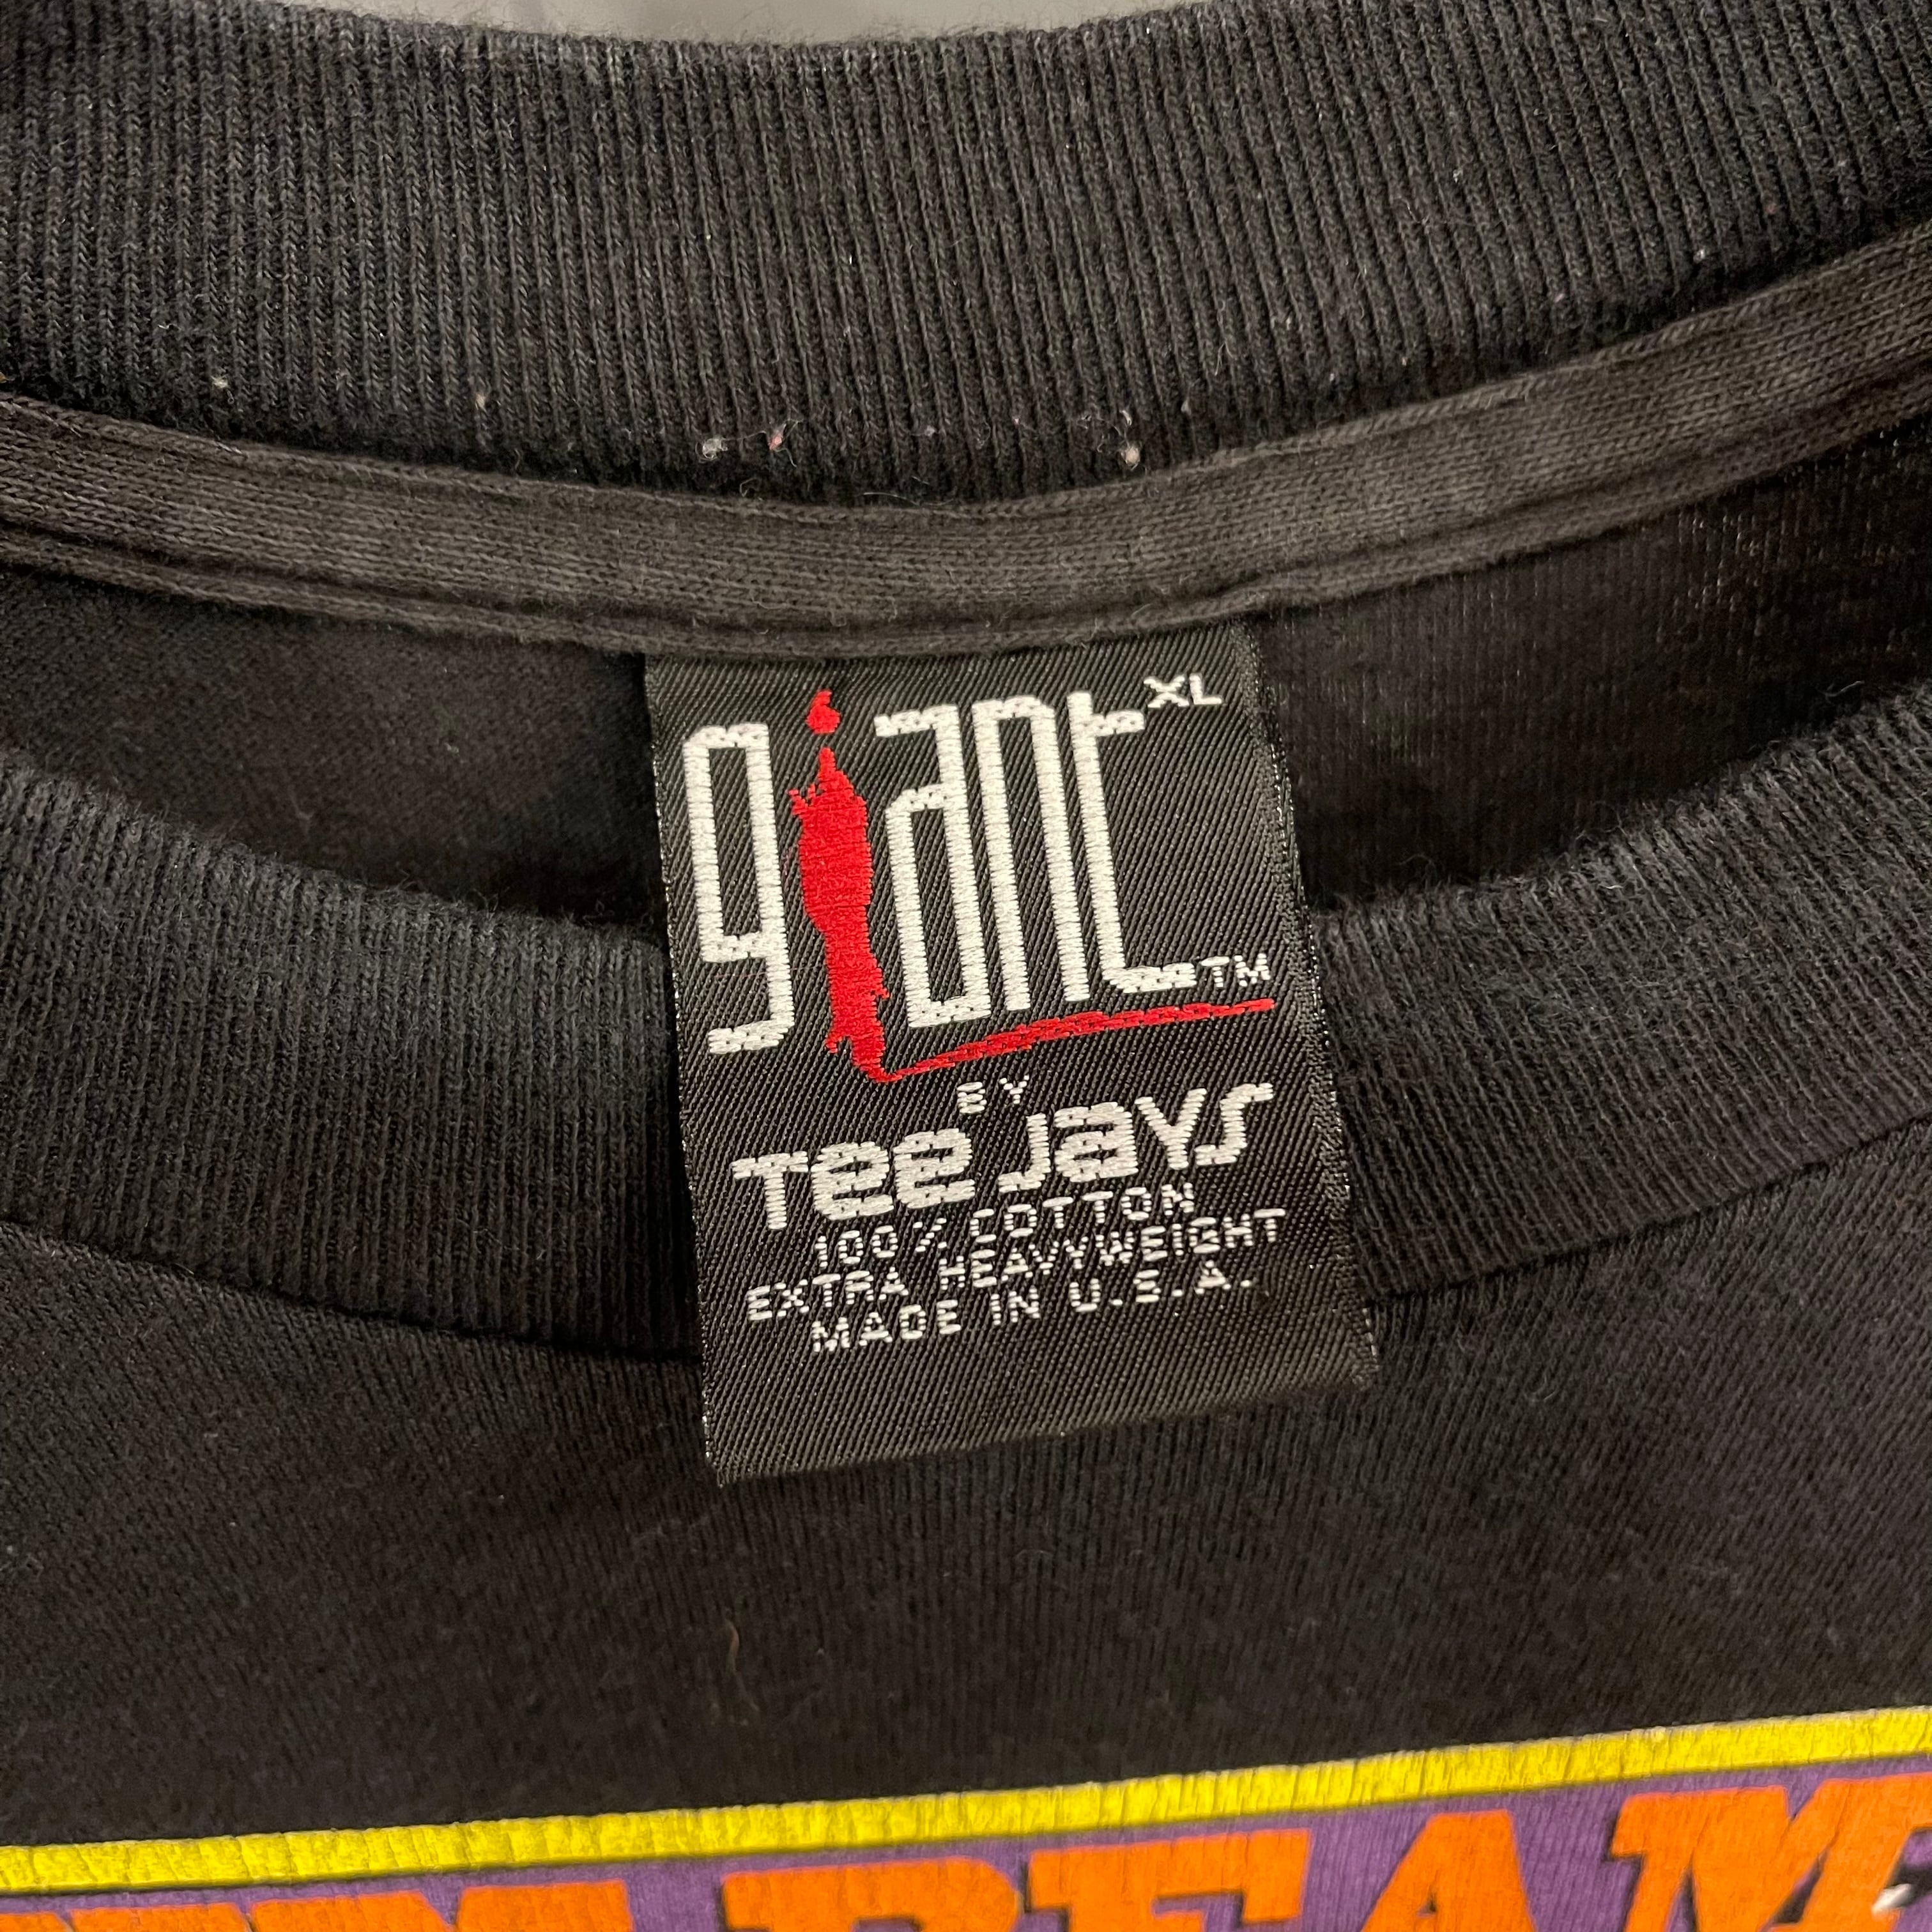 giant XL
TM
BY
Tee Jays
100% COTTON
EXTRA HEAVYWEIGHT
MADE IN U.S.A.